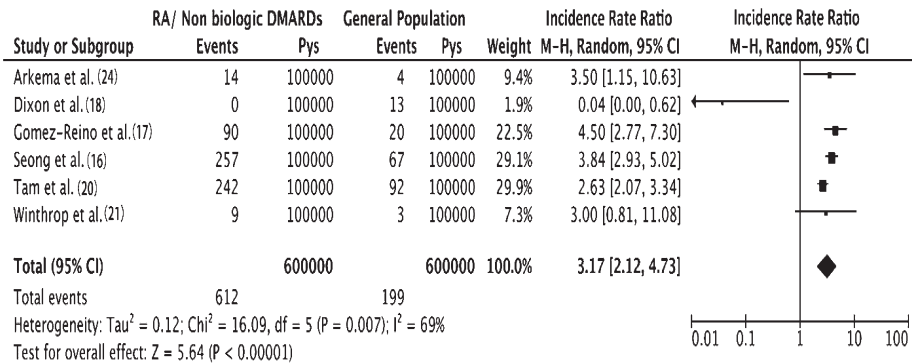 RA/ Non biologic DMARDs General Population Incidence Rate Ratio Incidence Rate Ratio
Study or Subgroup Events Pys Events Pys Weight M-H, Random, 95% CI M-H, Random, 95% CI
Arkema et al. (24) 14 100000 4 100000 9.4% 3.50 [1.15, 10.63]
Dixon et al. (18) 0 100000 13 100000 1.9% 0.04 [0.00, 0.62]
Gomez-Reino et al.(17) 90 100000 20 100000 22.5% 4.50 [2.77, 7.30]
Seong et al. (16) 257 100000 67 100000 29.1% 3.84 [2.93, 5.02]
Tam et al. (20) 242 100000 92 100000 29.9% 2.63 [2.07, 3.34]
Winthrop et al. (21) 9 100000 3 100000 7.3% 3.00 [0.81, 11.08]
Total (95% CI) 600000 600000 100.0% 3.17 [2.12, 4.73]
Total events 612 199
Heterogeneity: Tau² = 0.12; Chi² = 16.09, df = 5 (P = 0.007); I² = 69%
Test for overall effect: Z = 5.64 (P < 0.00001)
0.01 0.1 1 10 100